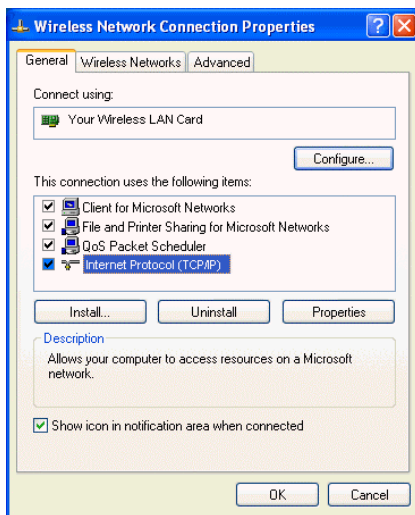 Wireless Network Connection Properties
General Wireless Networks Advanced
Connect using:
Your Wireless LAN Card
Configure...
This connection uses the following items:
Client for Microsoft Networks
File and Printer Sharing for Microsoft Networks
QoS Packet Scheduler
Internet Protocol (TCP/IP)
Install... Uninstall Properties
Description
Allows your computer to access resources on a Microsoft
network.
Show icon in notification area when connected
OK Cancel